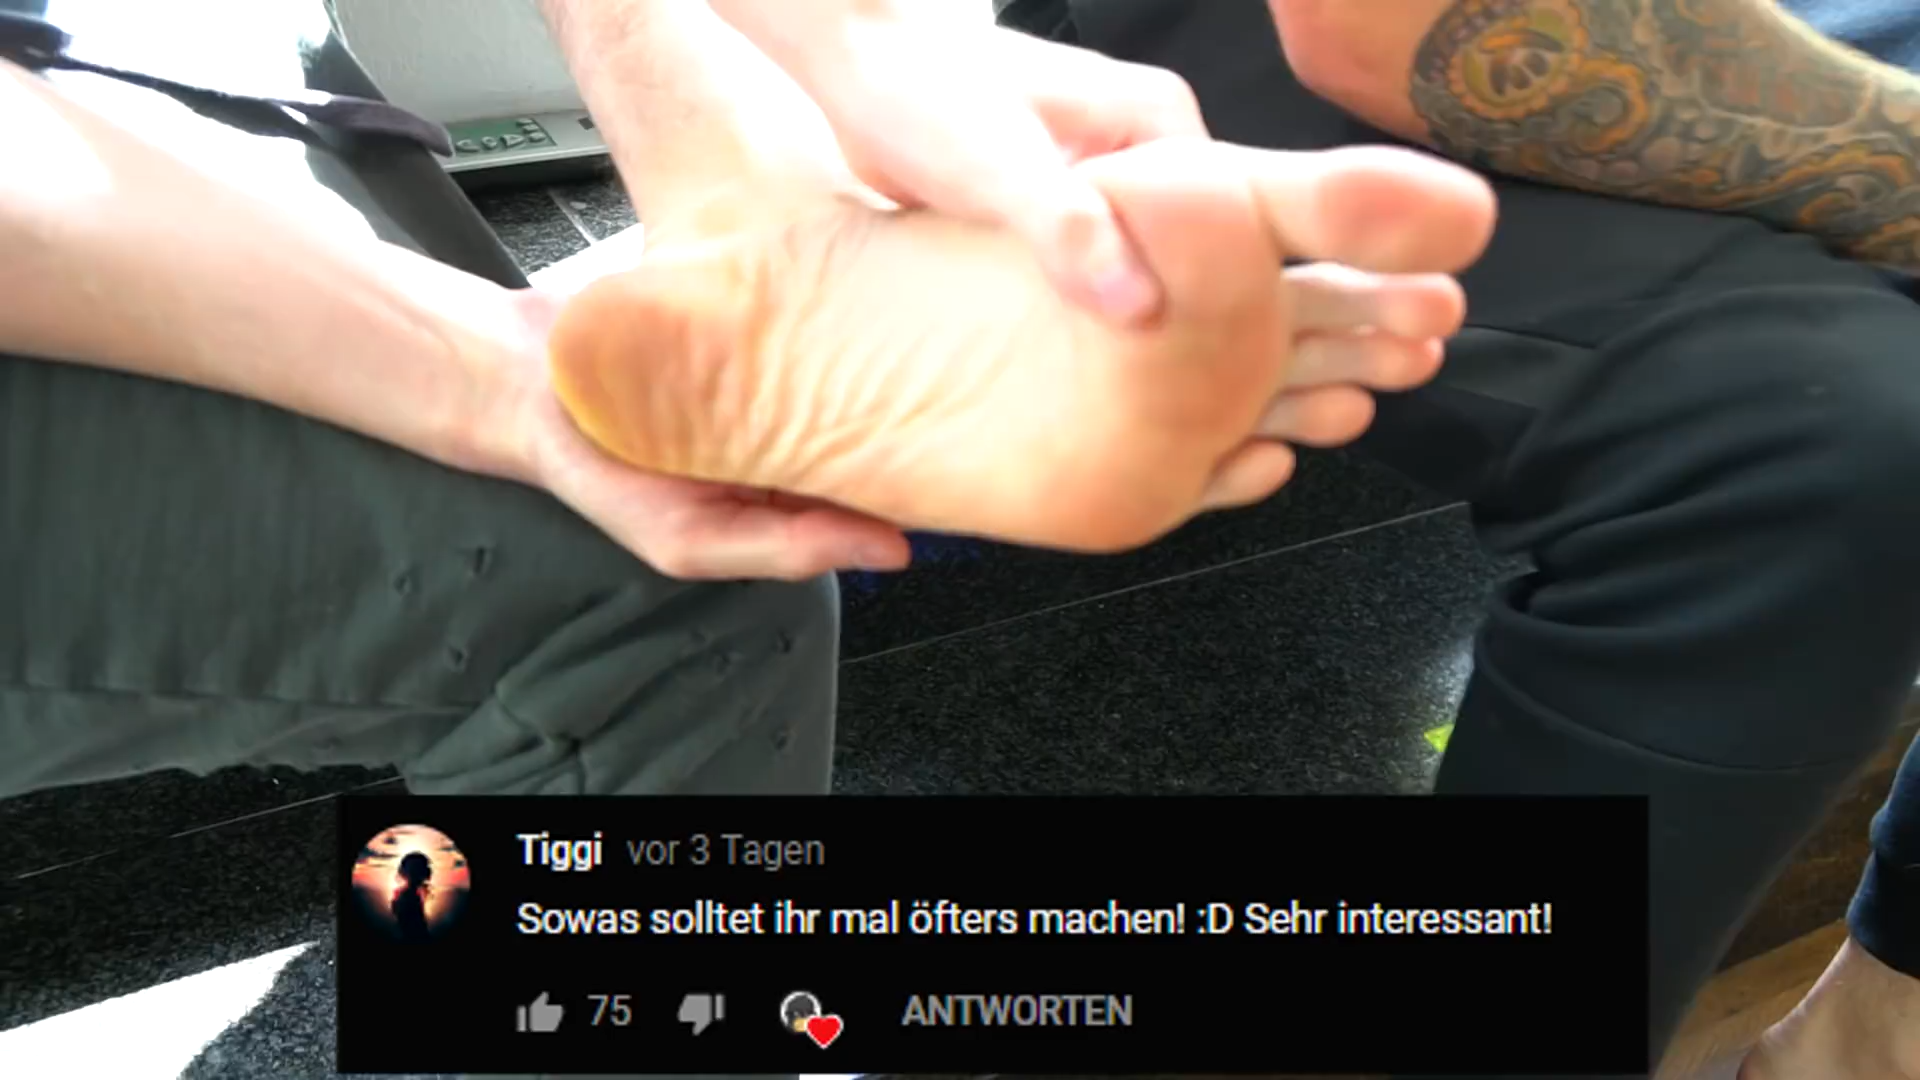 Tiggi vor 3 Tagen
Sowas solltet ihr mal öfters machen! :D Sehr interessant!
75 ANTWORTEN